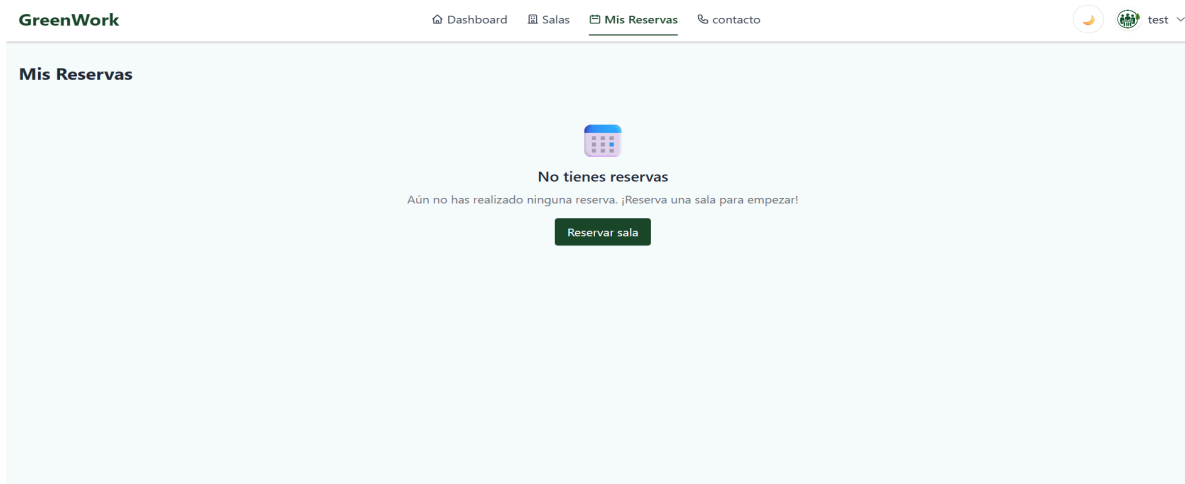 GreenWork
Dashboard Salas Mis Reservas contacto
test
Mis Reservas
No tienes reservas
Aún no has realizado ninguna reserva. ¡Reserva una sala para empezar!
Reservar sala